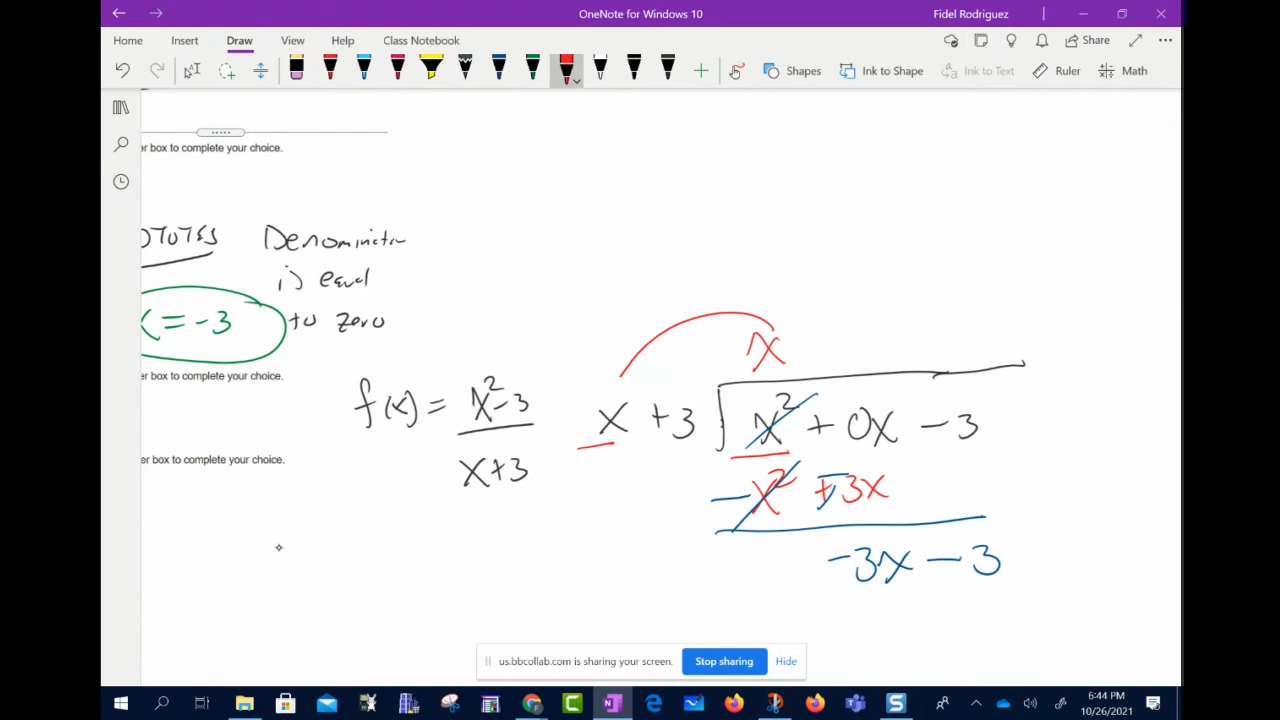 OneNote for Windows 10
Fidel Rodriguez
Home Insert Draw View Help Class Notebook
Share
Shapes Ink to Shape Ink to Text Ruler Math
er box to complete your choice.
OTOTES Denominator
is equal
x = -3 to zero
er box to complete your choice.
x
f(x) = x²-3
x+3
x +3 x² + 0x - 3
- x² + 3x
er box to complete your choice.
-3x - 3
us.bbcollab.com is sharing your screen. Stop sharing Hide
6:44 PM
10/26/2021